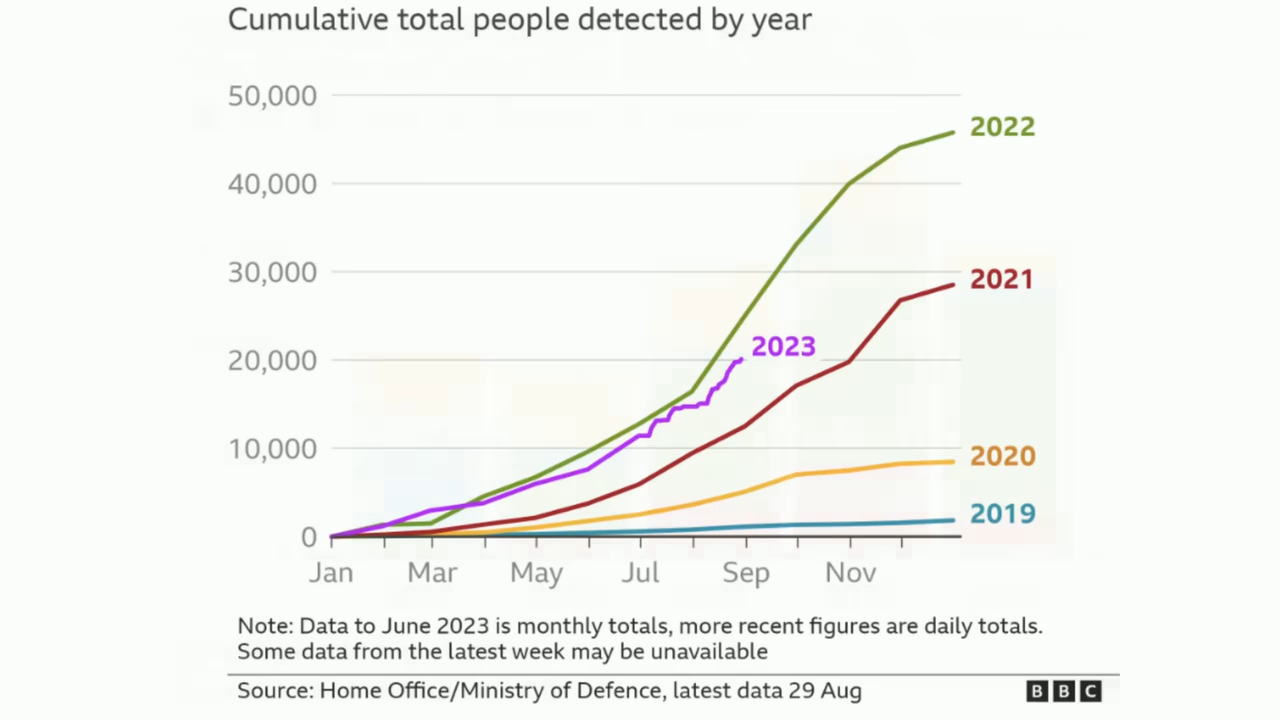 Cumulative total people detected by year
50,000
2022
40,000
30,000
2021
2023
20,000
10,000
2020
2019
0
Jan Mar May Jul Sep Nov
Note: Data to June 2023 is monthly totals, more recent figures are daily totals.
Some data from the latest week may be unavailable
Source: Home Office/Ministry of Defence, latest data 29 Aug
BBC